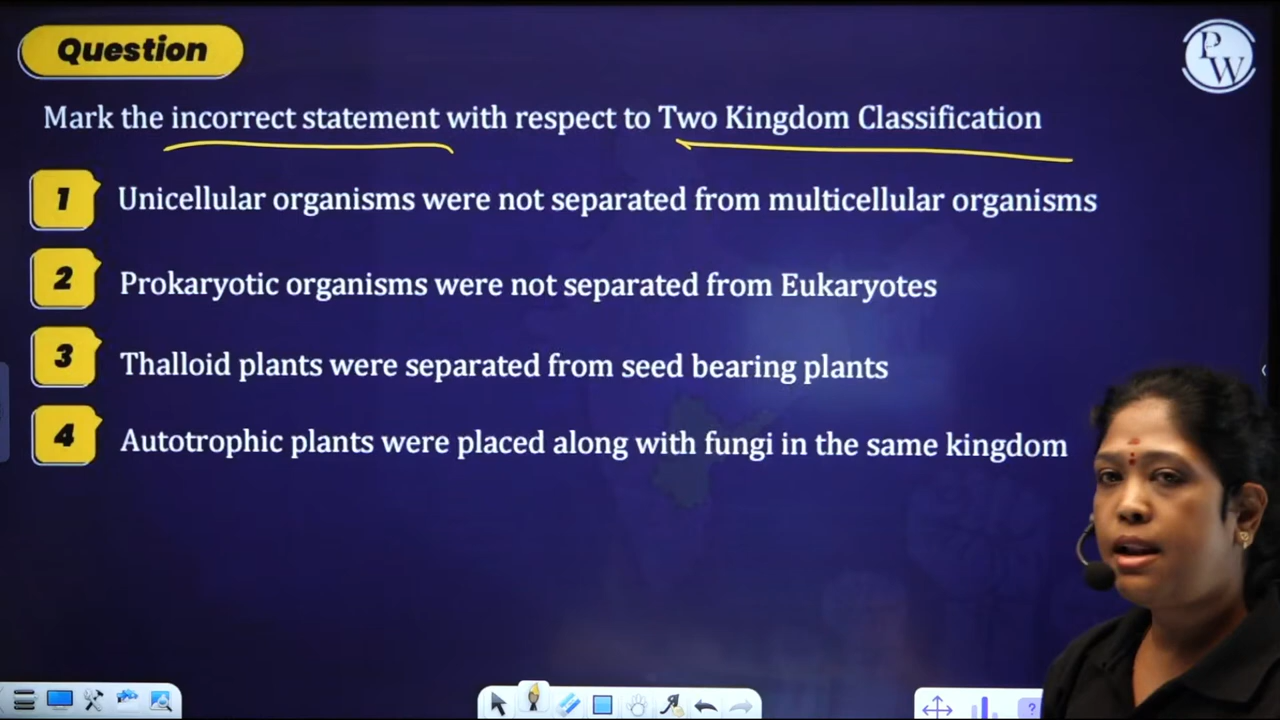 Question
PW
Mark the incorrect statement with respect to Two Kingdom Classification
1 Unicellular organisms were not separated from multicellular organisms
2 Prokaryotic organisms were not separated from Eukaryotes
3 Thalloid plants were separated from seed bearing plants
4 Autotrophic plants were placed along with fungi in the same kingdom
?